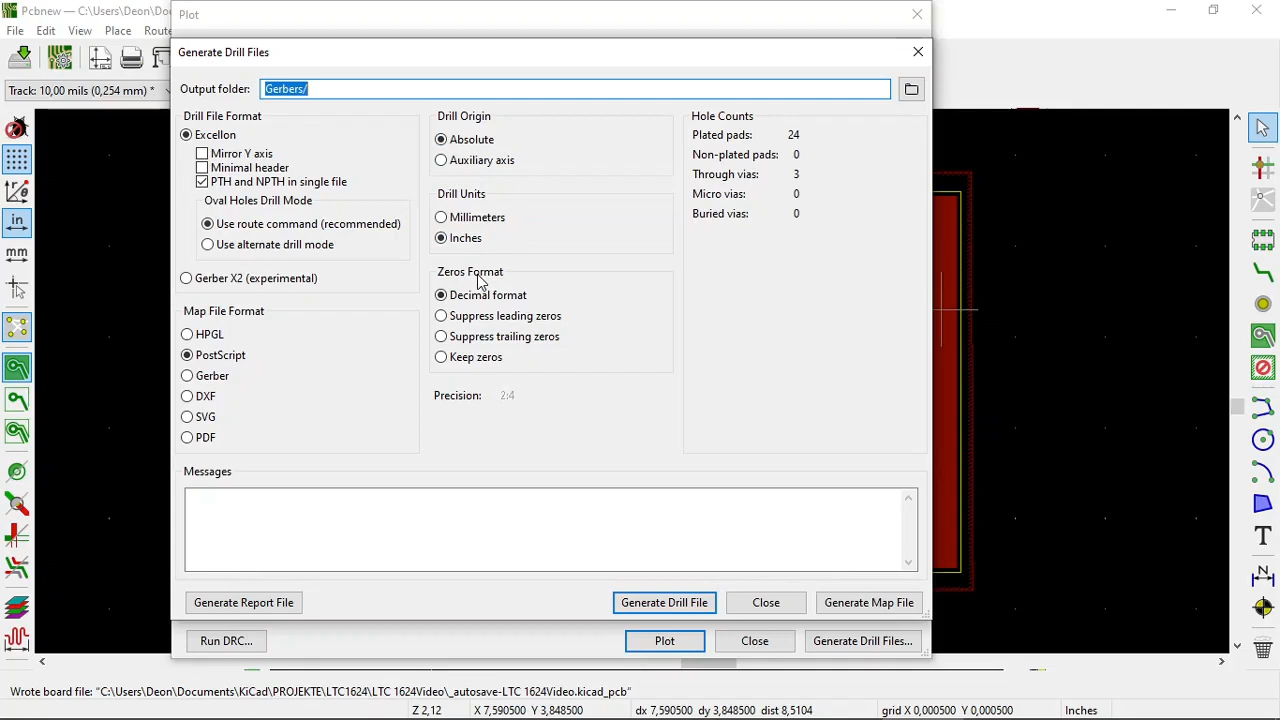 Pcbnew — C:\Users\Deon\Docume
Plot
File Edit View Place Route
Generate Drill Files
Output folder: Gerbers/
Track: 10,00 mils (0,254 mm) *
Drill File Format
Excellon
Mirror Y axis
Minimal header
PTH and NPTH in single file
Oval Holes Drill Mode
Use route command (recommended)
Use alternate drill mode
Gerber X2 (experimental)
Map File Format
HPGL
PostScript
Gerber
DXF
SVG
PDF
Drill Origin
Absolute
Auxiliary axis
Drill Units
Millimeters
Inches
Zeros Format
Decimal format
Suppress leading zeros
Suppress trailing zeros
Keep zeros
Precision: 2:4
Hole Counts
Plated pads: 24
Non-plated pads: 0
Through vias: 3
Micro vias: 0
Buried vias: 0
in
mm
T
N
Messages
Generate Report File Generate Drill File Close Generate Map File
Run DRC... Plot Close Generate Drill Files...
Wrote board file: "C:\Users\Deon\Documents\KiCad\PROJEKTE\LTC1624\LTC 1624Video\_autosave-LTC 1624Video.kicad_pcb"
Z 2,12 X 7,590500 Y 3,848500 dx 7,590500 dy 3,848500 dist 8,5104 grid X 0,000500 Y 0,000500 Inches